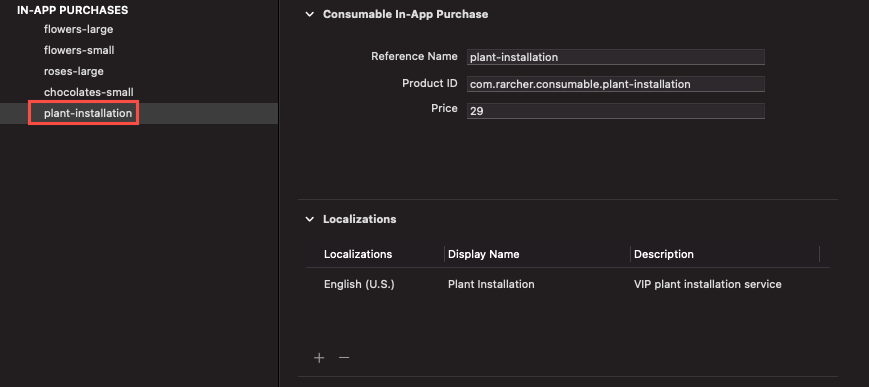 IN-APP PURCHASES
flowers-large
flowers-small
roses-large
chocolates-small
plant-installation
Consumable In-App Purchase
Reference Name plant-installation
Product ID com.rarcher.consumable.plant-installation
Price 29
Localizations
Localizations Display Name Description
English (U.S.) Plant Installation VIP plant installation service